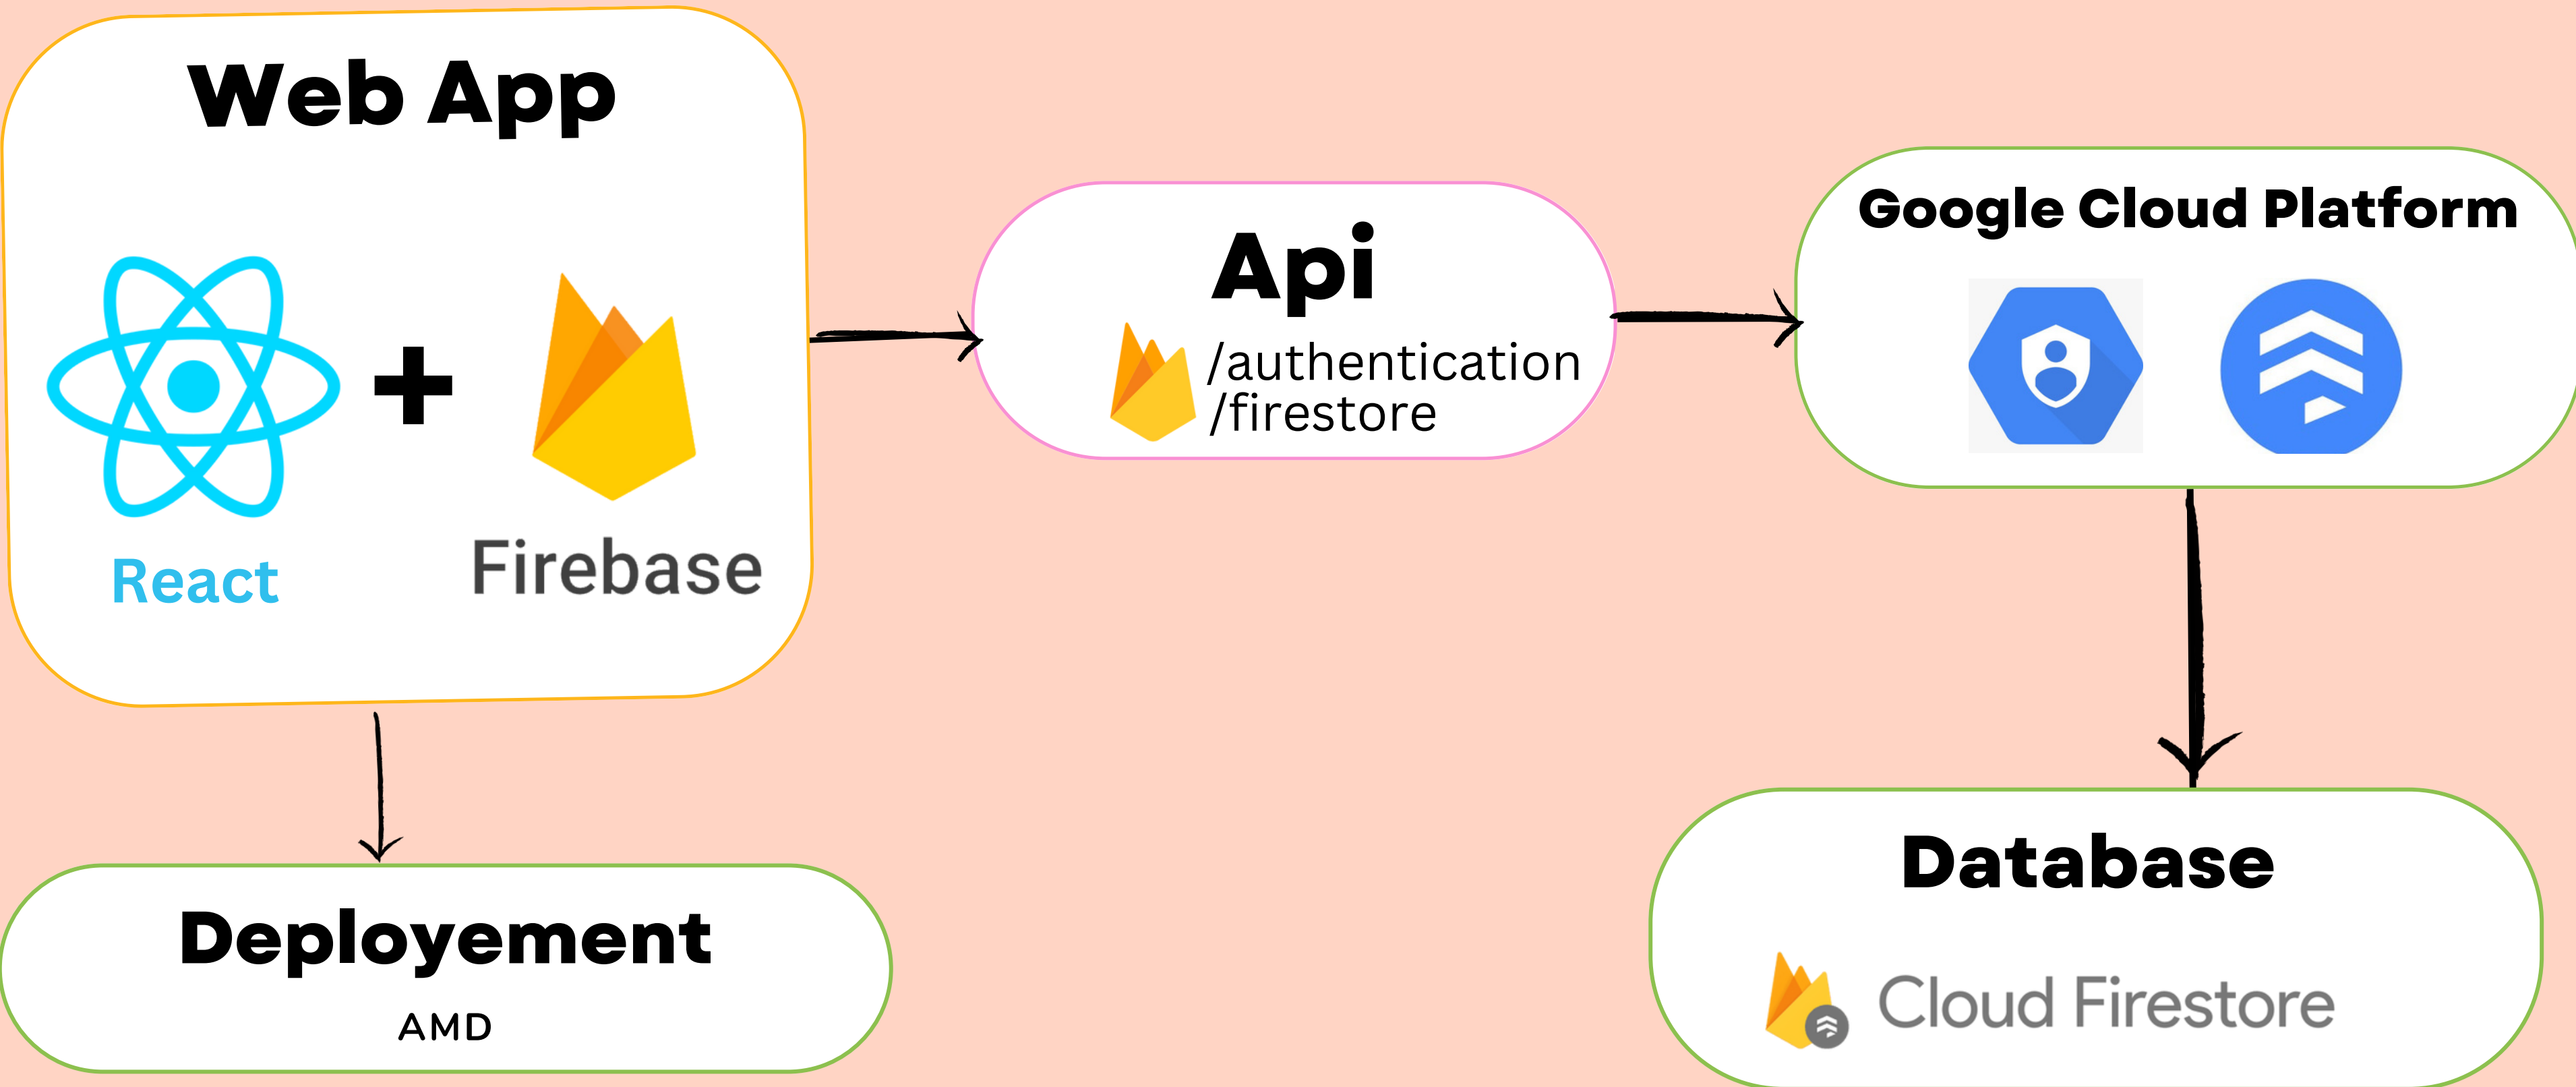 Web App
+
React
Firebase
Api
/authentication
/firestore
Google Cloud Platform
Deployement
AMD
Database
Cloud Firestore